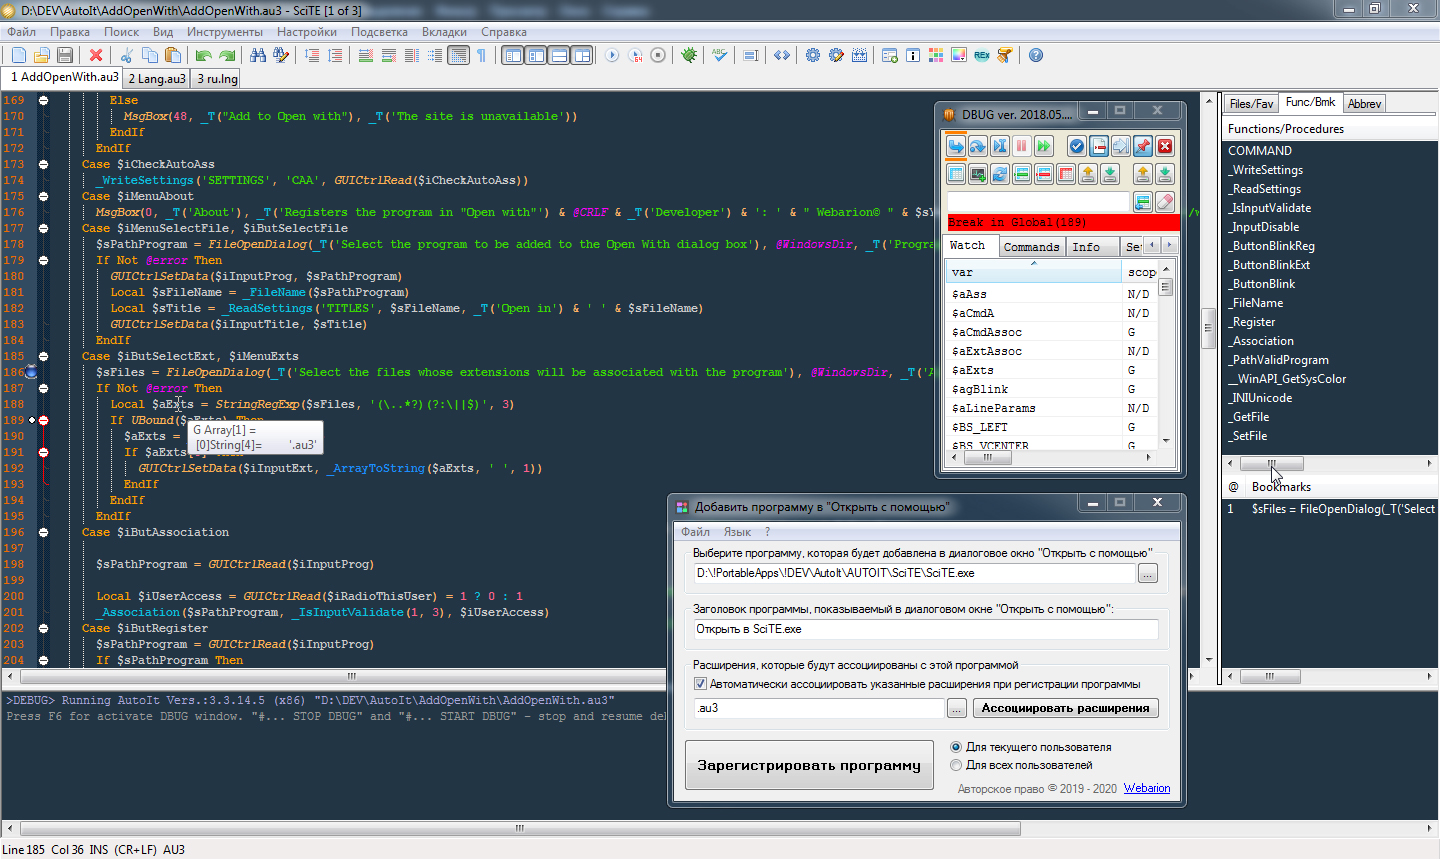 D:\DEV\AutoIt\AddOpenWith\AddOpenWith.au3 - SciTE [1 of 3]
Файл Правка Поиск Вид Инструменты Настройки Подсветка Вкладки Справка
1 AddOpenWith.au3 2 Lang.au3 3 ru.lng
169 Else
170 MsgBox(48, _T("Add to Open with"), _T('The site is unavailable'))
171 EndIf
172 EndIf
173 Case $iCheckAutoAss
174 _WriteSettings('SETTINGS', 'CAA', GUICtrlRead($iCheckAutoAss))
175 Case $iMenuAbout
176 MsgBox(0, _T('About'), _T('Registers the program in "Open with"') & @CRLF & _T('Developer') & ': ' & " Webarion© " & $sY
177 Case $iMenuSelectFile, $iButSelectFile
178 $sPathProgram = FileOpenDialog(_T('Select the program to be added to the Open With dialog box'), @WindowsDir, _T('Progra
179 If Not @error Then
180 GUICtrlSetData($iInputProg, $sPathProgram)
181 Local $sFileName = _FileName($sPathProgram)
182 Local $sTitle = _ReadSettings('TITLES', $sFileName, _T('Open in') & ' ' & $sFileName)
183 GUICtrlSetData($iInputTitle, $sTitle)
184 EndIf
185 Case $iButSelectExt, $iMenuExts
186 $sFiles = FileOpenDialog(_T('Select the files whose extensions will be associated with the program'), @WindowsDir, _T('A
187 If Not @error Then
188 Local $aExts = StringRegExp($sFiles, '(\..*?)(?:\||$)', 3)
189 If UBound($aExts) Then
190 $aExts =
191 If $aExts
192 GUICtrlSetData($iInputExt, _ArrayToString($aExts, ' ', 1))
193 EndIf
194 EndIf
195 EndIf
196 Case $iButAssociation
197
198 $sPathProgram = GUICtrlRead($iInputProg)
199
200 Local $iUserAccess = GUICtrlRead($iRadioThisUser) = 1 ? 0 : 1
201 _Association($sPathProgram, _IsInputValidate(1, 3), $iUserAccess)
202 Case $iButRegister
203 $sPathProgram = GUICtrlRead($iInputProg)
204 If $sPathProgram Then
G Array[1] =
[0]String[4]= '.au3'
DBUG ver. 2018.05....
Break in Global(189)
Watch Commands Info Se
var scop
$aAss N/D
$aCmdA N/D
$aCmdAssoc G
$aExtAssoc N/D
$aExts G
$agBlink G
$aLineParams N/D
$BS_LEFT G
$BS_VCENTER G
Files/Fav Func/Bmk Abbrev
Functions/Procedures
COMMAND
_WriteSettings
_ReadSettings
_IsInputValidate
_InputDisable
_ButtonBlinkReg
_ButtonBlinkExt
_ButtonBlink
_FileName
_Register
_Association
_PathValidProgram
__WinAPI_GetSysColor
_INIUnicode
_GetFile
_SetFile
@ Bookmarks
1 $sFiles = FileOpenDialog(_T('Select
Добавить программу в "Открыть с помощью"
Файл Язык ?
Выберите программу, которая будет добавлена в диалоговое окно "Открыть с помощью"
D:\!PortableApps\!DEV\AutoIt\AUTOIT\SciTE\SciTE.exe
...
Заголовок программы, показываемый в диалоговом окне "Открыть с помощью":
Открыть в SciTE.exe
Расширения, которые будут ассоциированы с этой программой
Автоматически ассоциировать указанные расширения при регистрации программы
.au3 ... Ассоциировать расширения
Зарегистрировать программу
Для текущего пользователя
Для всех пользователей
Авторское право © 2019 - 2020 Webarion
>DEBUG> Running AutoIt Vers.:3.3.14.5 (x86) "D:\DEV\AutoIt\AddOpenWith\AddOpenWith.au3"
Press F6 for activate DBUG window. "#... STOP DBUG" and "#... START DBUG" - stop and resume de
Line 185 Col 36 INS (CR+LF) AU3